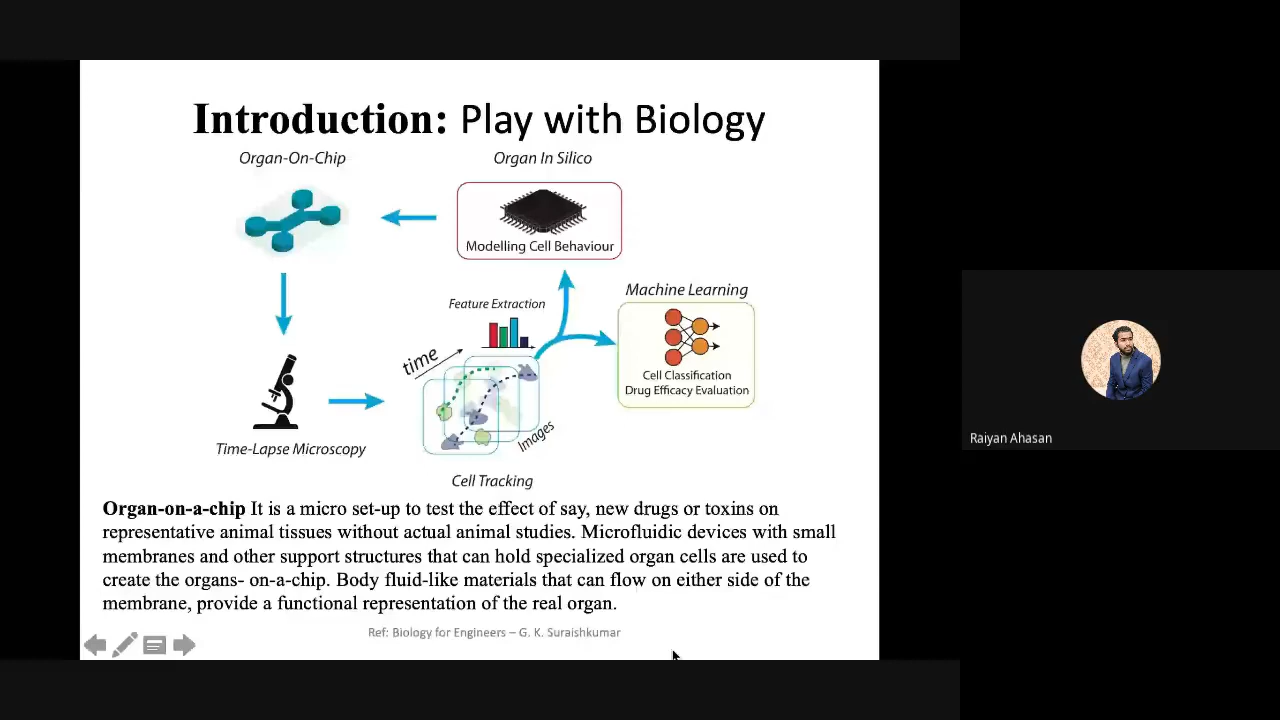 Introduction: Play with Biology
Organ-On-Chip
Organ In Silico
Modelling Cell Behaviour
Machine Learning
Feature Extraction
time
Cell Classification
Drug Efficacy Evaluation
Images
Time-Lapse Microscopy
Cell Tracking
Organ-on-a-chip It is a micro set-up to test the effect of say, new drugs or toxins on
representative animal tissues without actual animal studies. Microfluidic devices with small
membranes and other support structures that can hold specialized organ cells are used to
create the organs- on-a-chip. Body fluid-like materials that can flow on either side of the
membrane, provide a functional representation of the real organ.
Ref: Biology for Engineers – G. K. Suraishkumar
Raiyan Ahasan